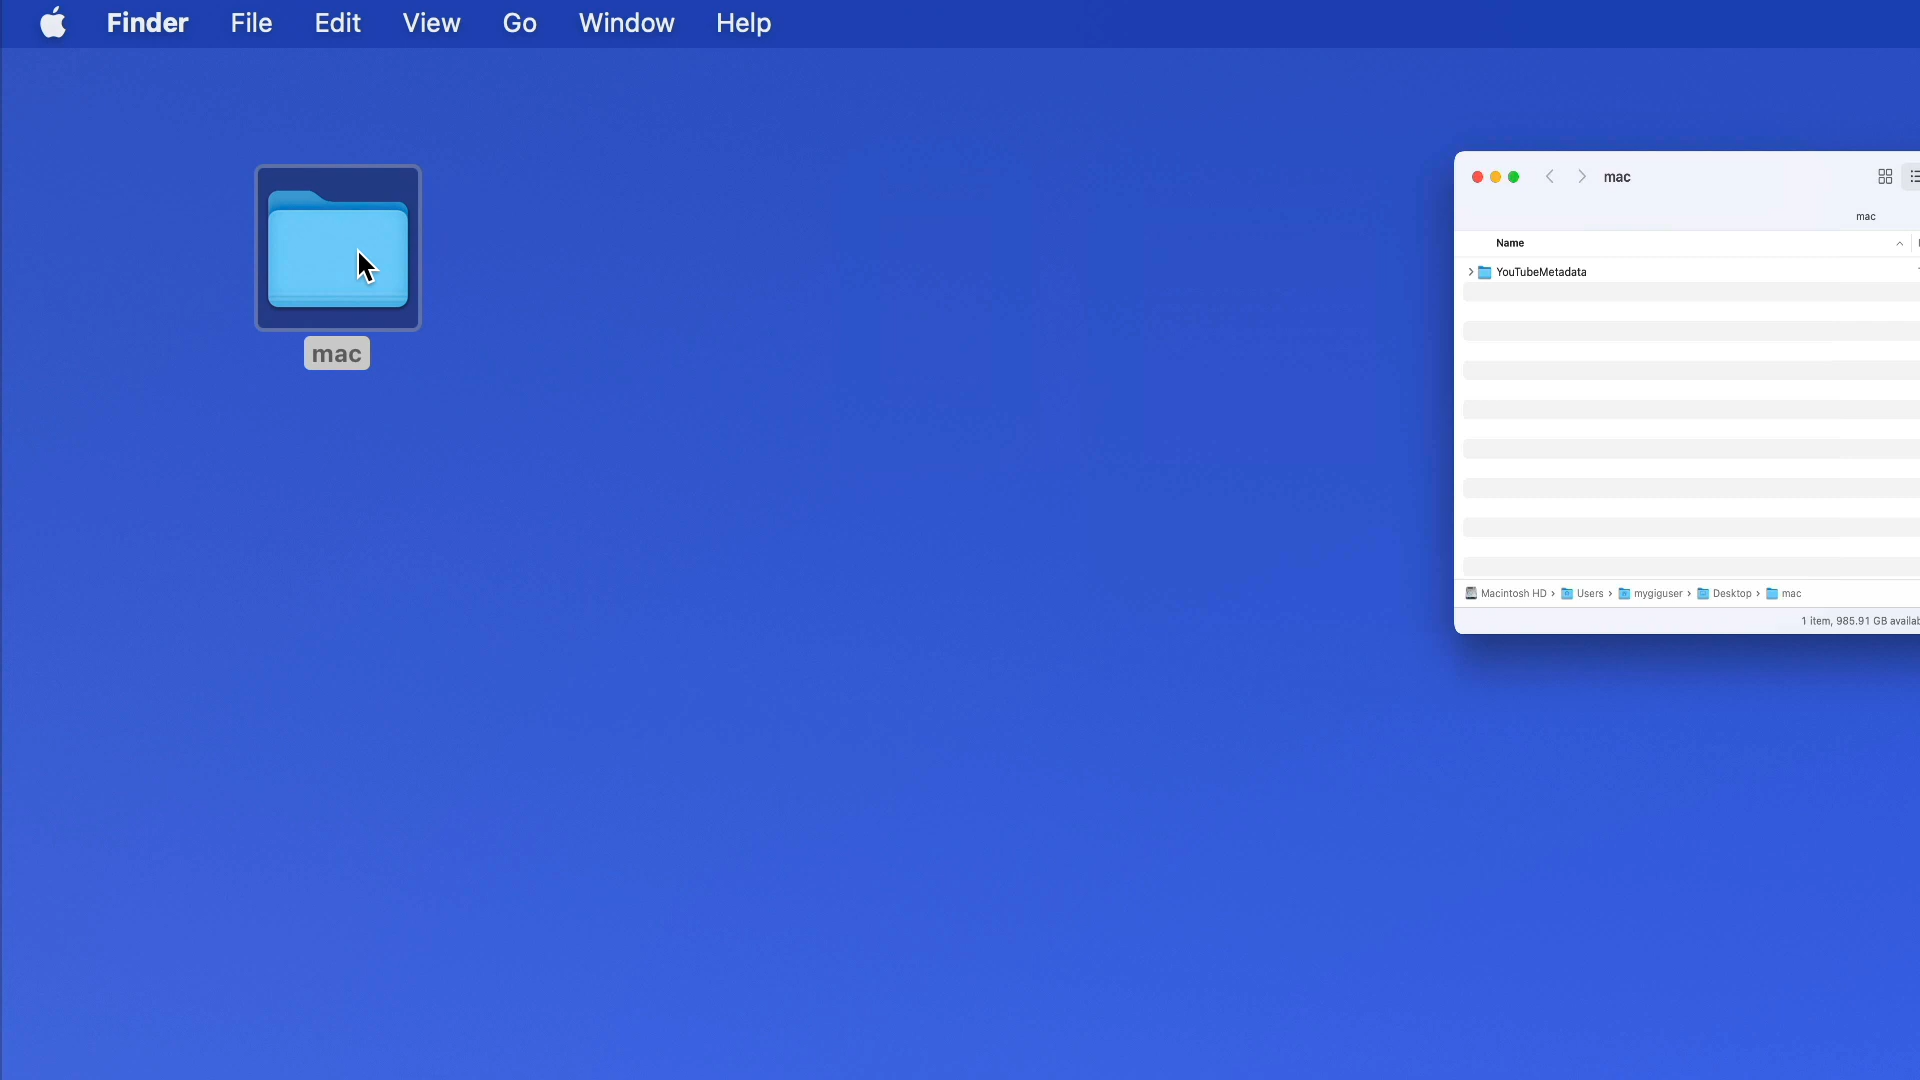 Finder File Edit View Go Window Help
mac
mac
mac
Name
YouTubeMetadata
Macintosh HD › Users › mygiguser › Desktop › mac
1 item, 985.91 GB